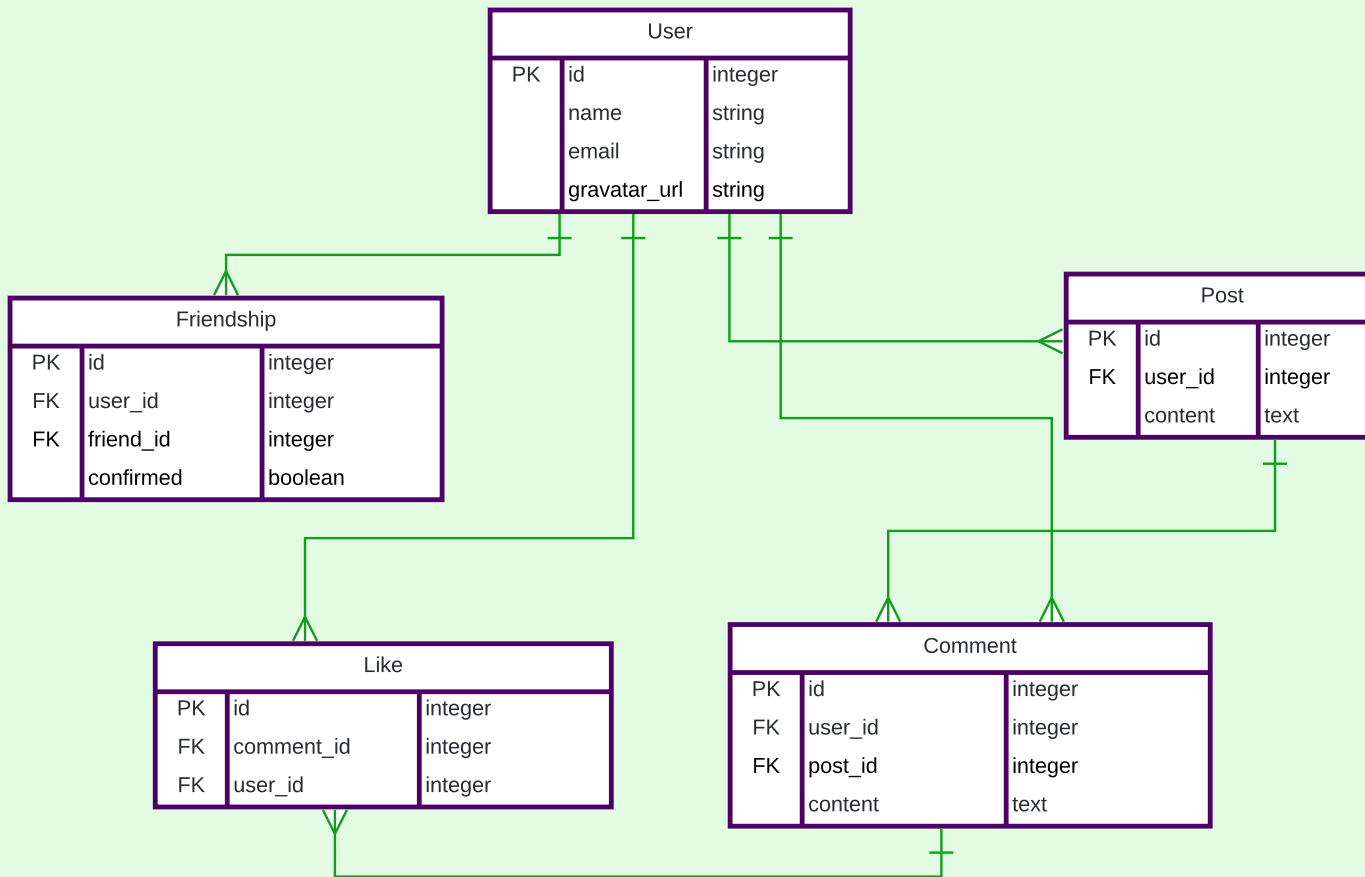 User
PK id integer
name string
email string
gravatar_url string
Friendship
PK id integer
FK user_id integer
FK friend_id integer
confirmed boolean
Post
PK id integer
FK user_id integer
content text
Like
PK id integer
FK comment_id integer
FK user_id integer
Comment
PK id integer
FK user_id integer
FK post_id integer
content text